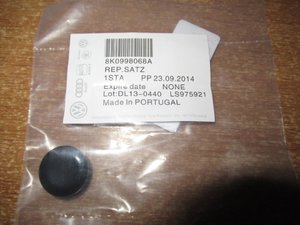 8K0998068A
REP.SATZ
1STA PP 23.09.2014
Expire date NONE
Lot:DL13-0440 LS975921
Made in PORTUGAL